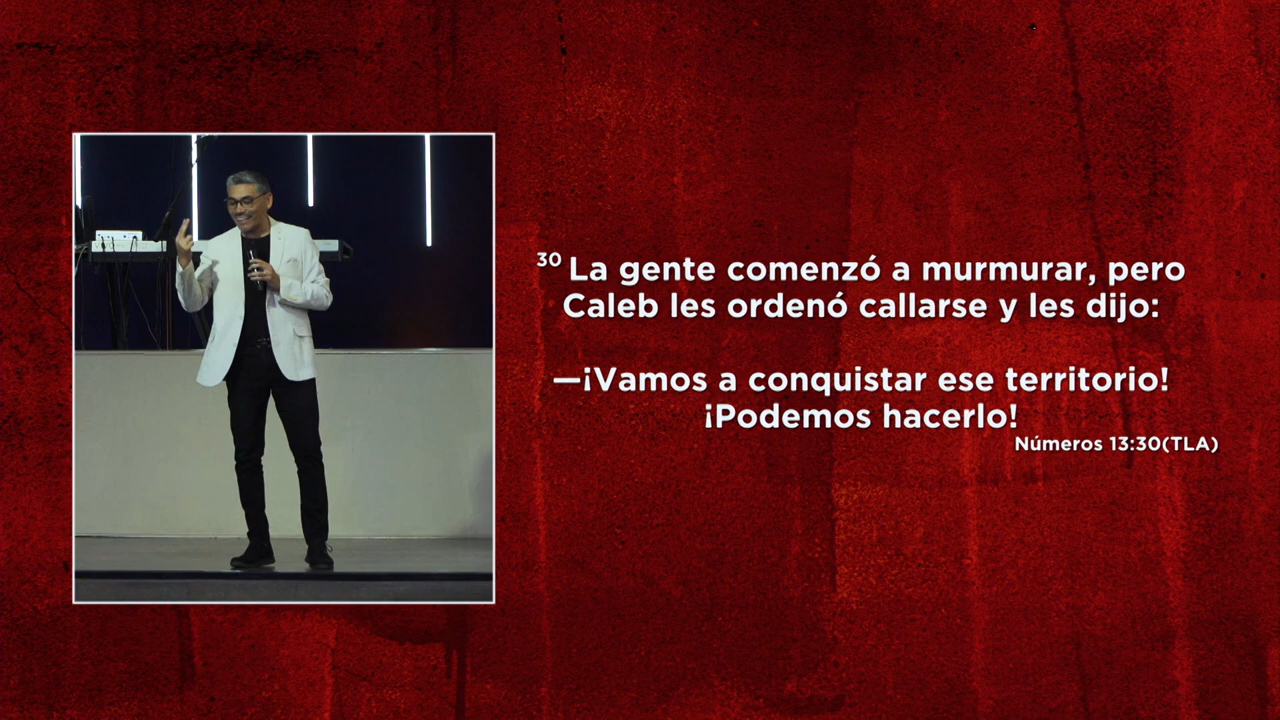 30 La gente comenzó a murmurar, pero
Caleb les ordenó callarse y les dijo:
—¡Vamos a conquistar ese territorio!
¡Podemos hacerlo!
Números 13:30(TLA)